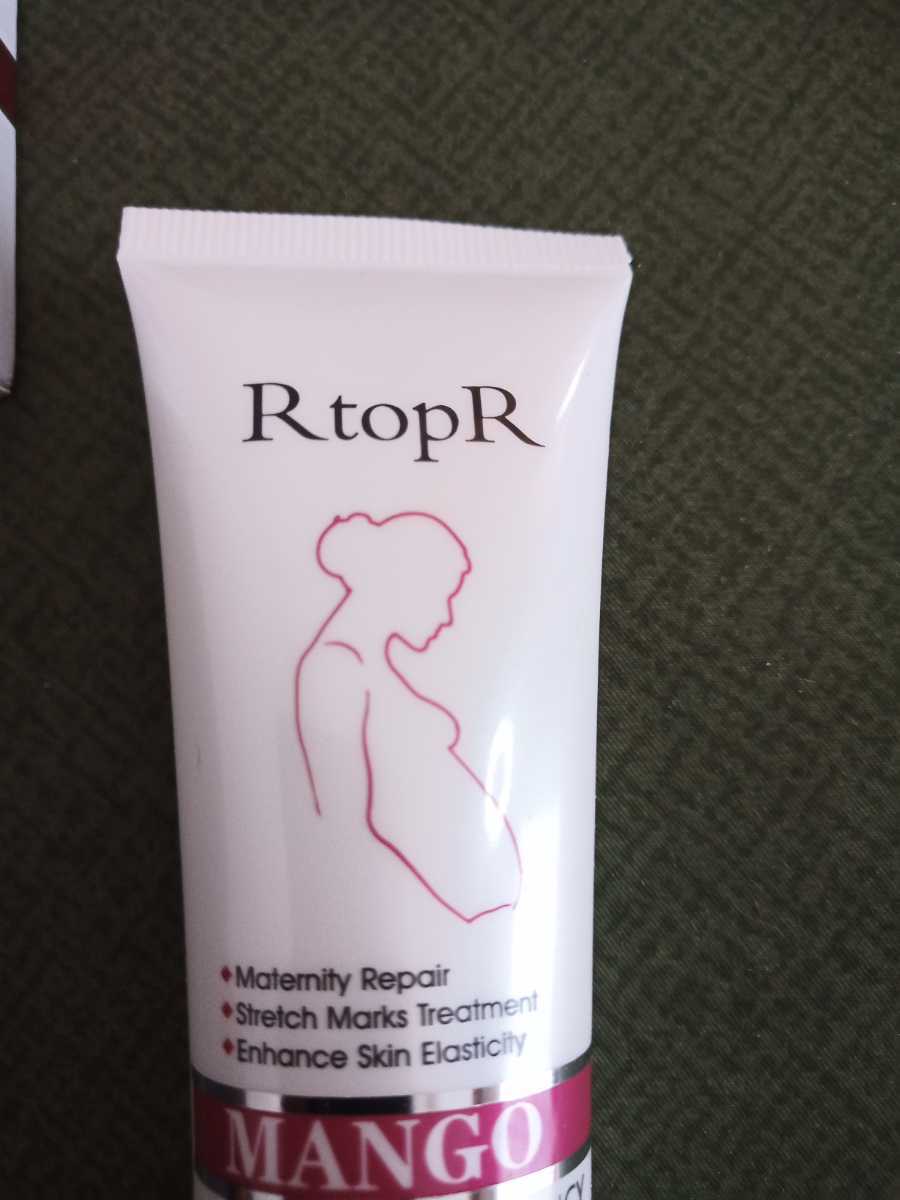 RtopR
Maternity Repair
Stretch Marks Treatment
Enhance Skin Elasticity
MANGO